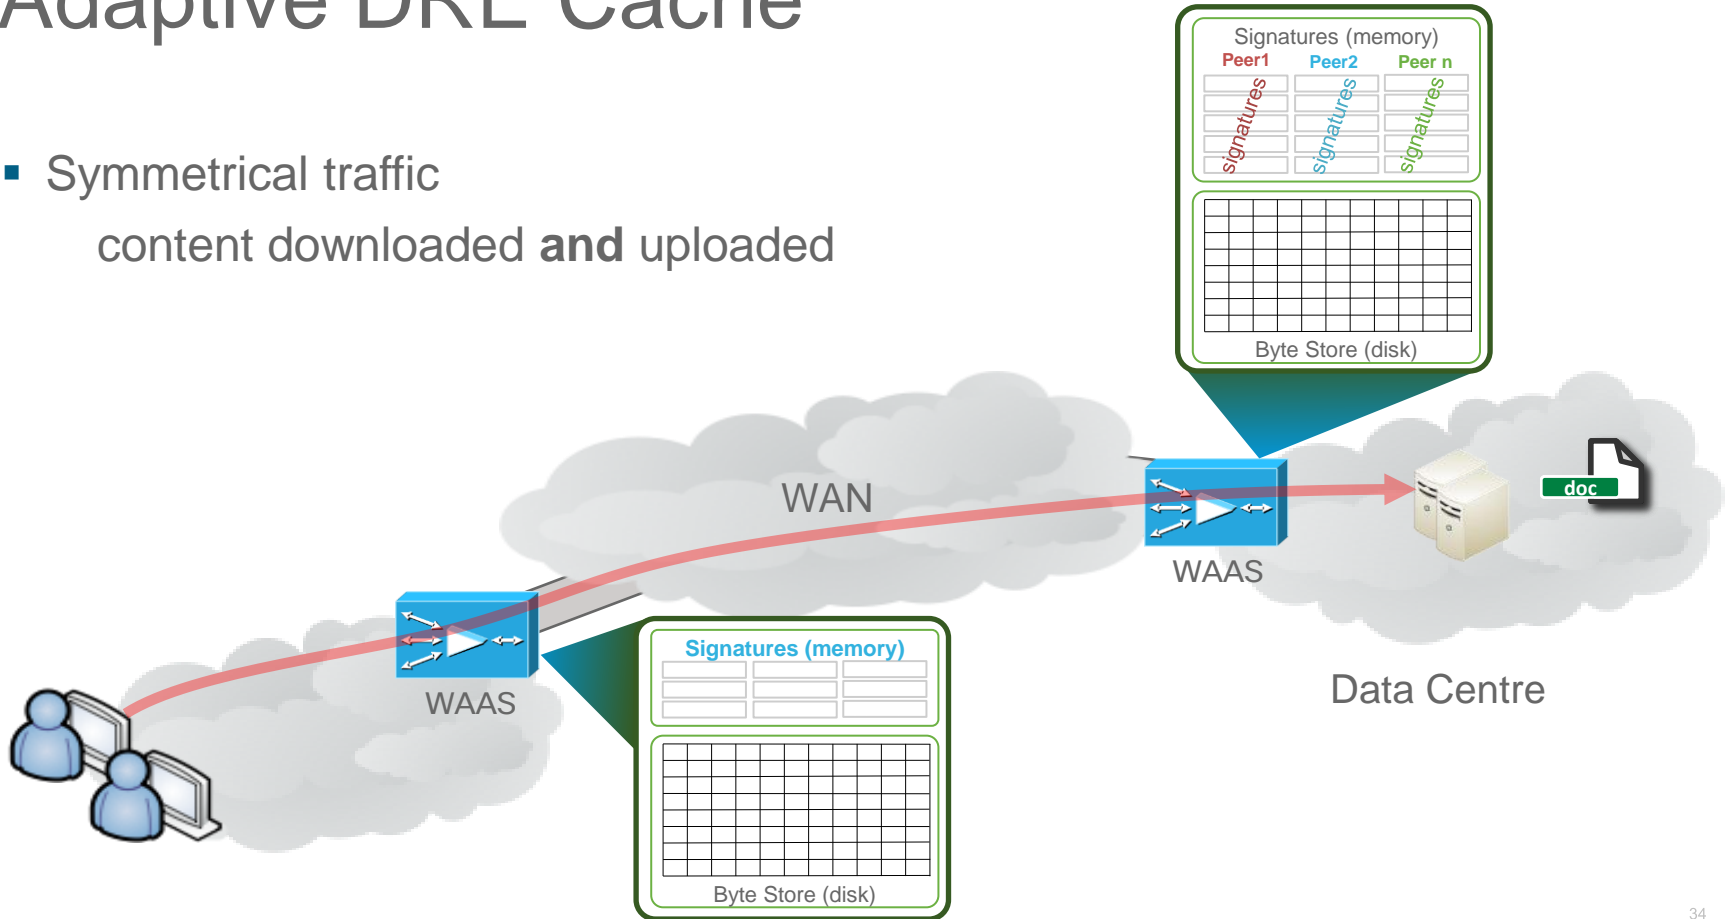 Adaptive DRE Cache
Symmetrical traffic
content downloaded and uploaded
Signatures (memory)
Peer1 Peer2 Peer n
signatures signatures signatures
Byte Store (disk)
WAN
doc
WAAS
WAAS
Signatures (memory)
Byte Store (disk)
Data Centre
34